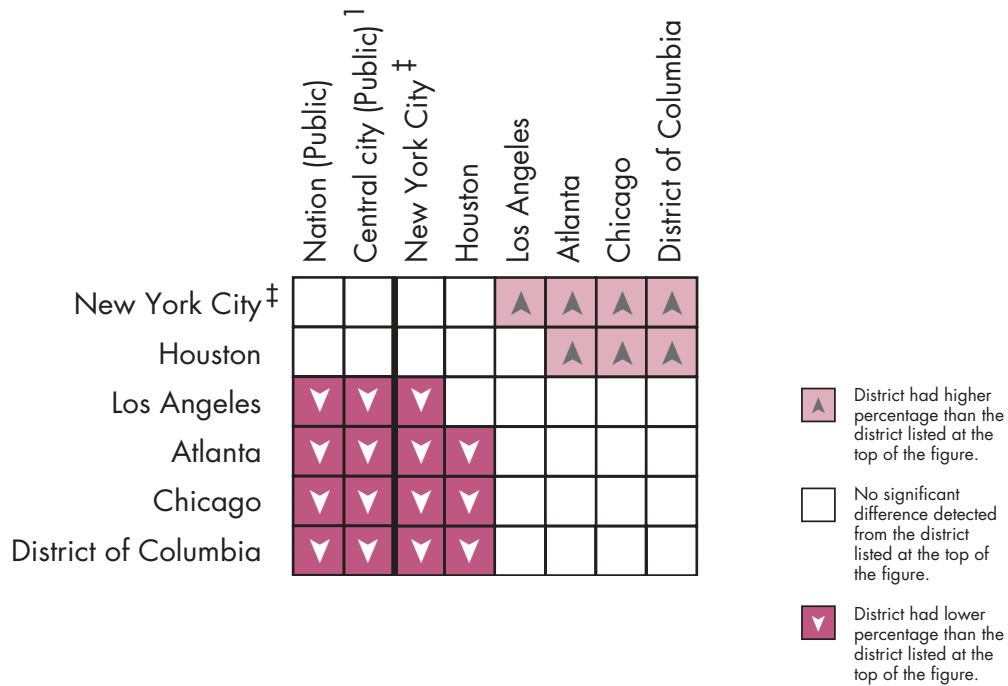 Nation (Public)
Central city (Public) 1
New York City ‡
Houston
Los Angeles
Atlanta
Chicago
District of Columbia
New York City ‡
Houston
Los Angeles
Atlanta
Chicago
District of Columbia
District had higher
percentage than the
district listed at the
top of the figure.
No significant
difference detected
from the district
listed at the top of
the figure.
District had lower
percentage than the
district listed at the
top of the figure.